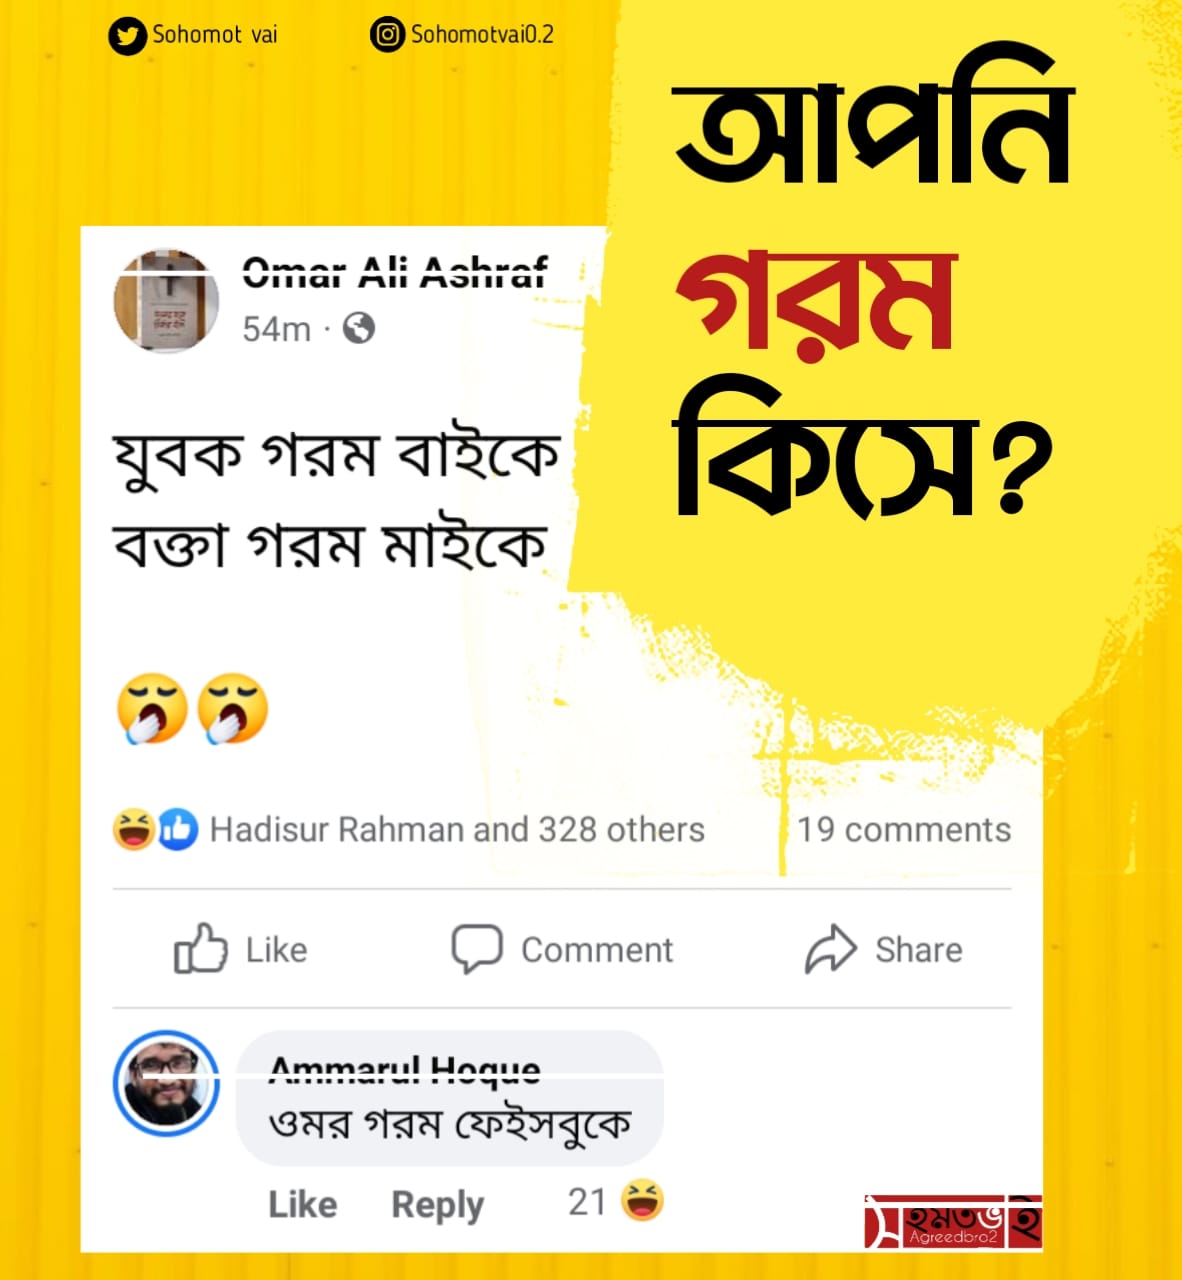 Sohomot vai
Sohomotvai0.2
আপনি
গরম
কিসে?
Omar Ali Ashraf
54m
যুবক গরম বাইকে
বক্তা গরম মাইকে
Hadisur Rahman and 328 others
19 comments
Like
Comment
Share
Ammarul Hoque
ওমর গরম ফেইসবুকে
Like Reply 21
সহমতভাই
Agreedbro2